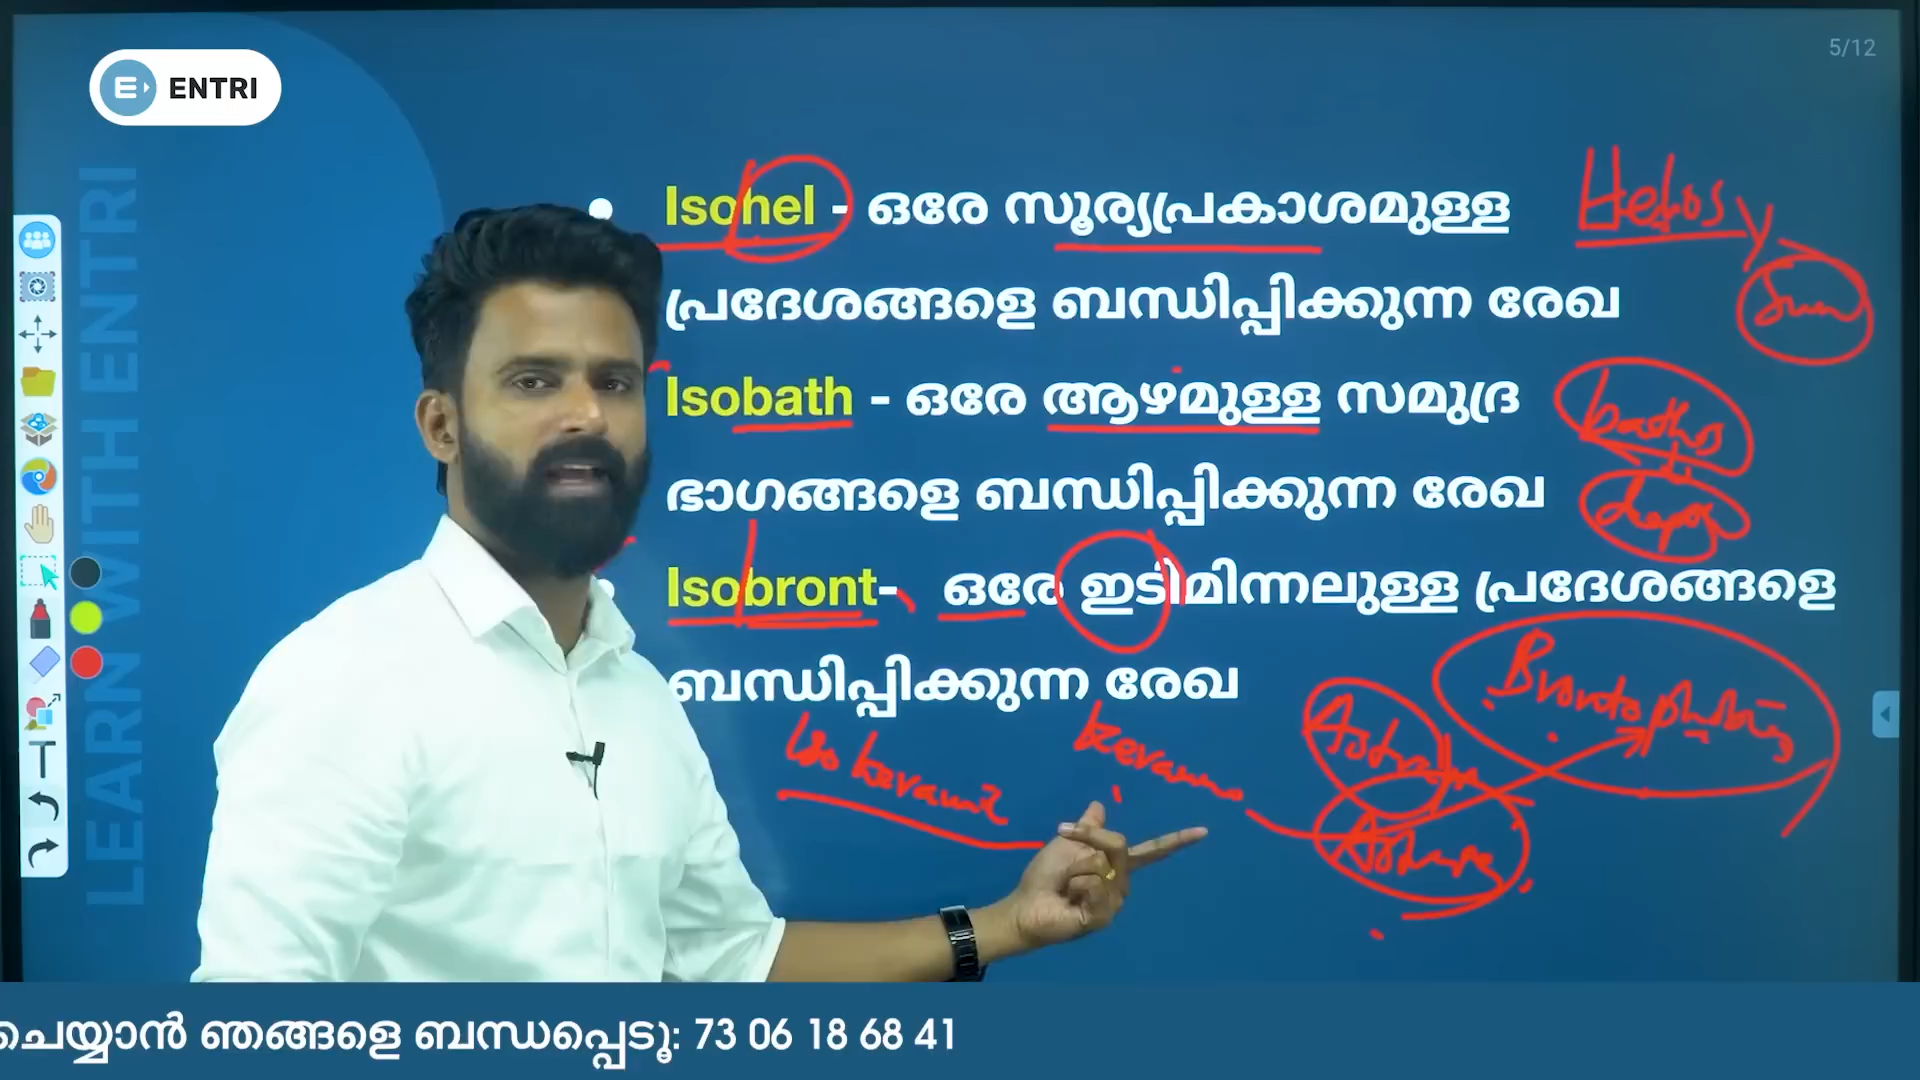 ENTRI
5/12
LEARN WITH ENTRI
Isohel - ഒരേ സൂര്യപ്രകാശമുള്ള
Helios
പ്രദേശങ്ങളെ ബന്ധിപ്പിക്കുന്ന രേഖ
Sun
Isobath - ഒരേ ആഴമുള്ള സമുദ്ര
bathos
ഭാഗങ്ങളെ ബന്ധിപ്പിക്കുന്ന രേഖ
Isobront- ഒരേ ഇടിമിന്നലുള്ള പ്രദേശങ്ങളെ
ബന്ധിപ്പിക്കുന്ന രേഖ
T
ചെയ്യാൻ ഞങ്ങളെ ബന്ധപ്പെടൂ: 73 06 18 68 41